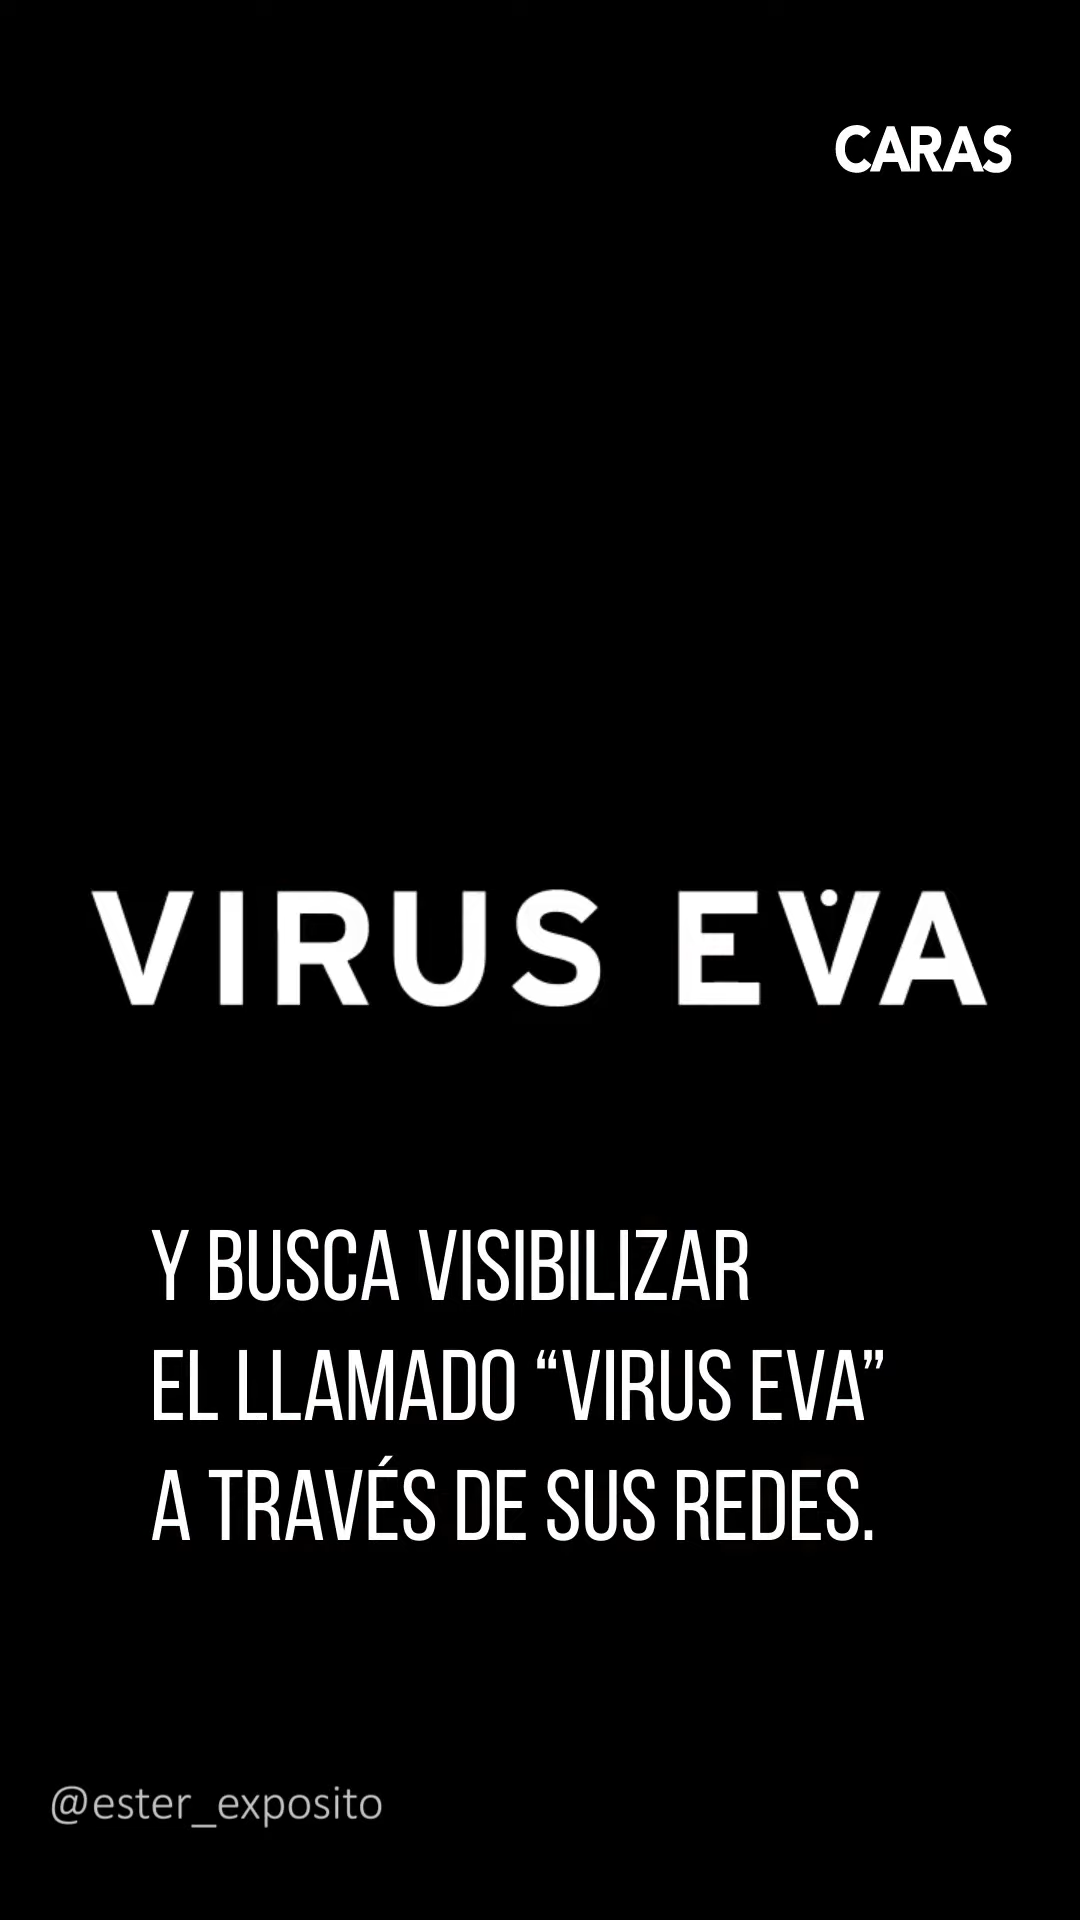 CARAS
VIRUS EVA
Y BUSCA VISIBILIZAR
EL LLAMADO “VIRUS EVA”
A TRAVÉS DE SUS REDES.
@ester_exposito